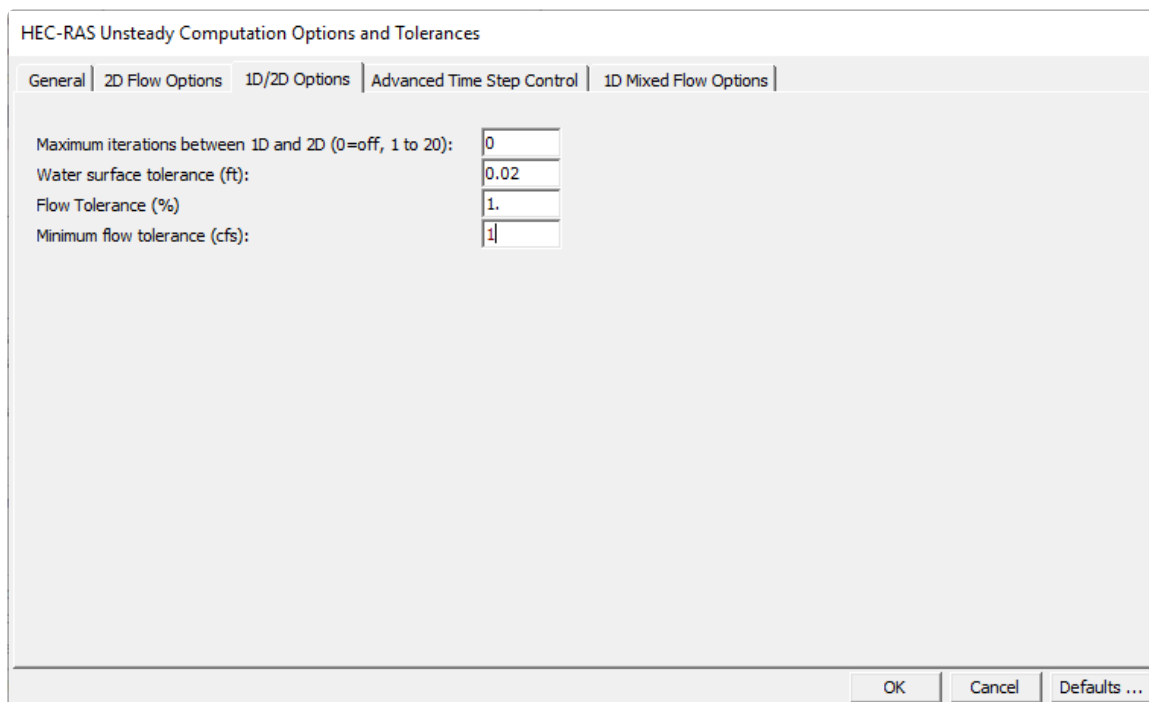 HEC-RAS Unsteady Computation Options and Tolerances
General 2D Flow Options 1D/2D Options Advanced Time Step Control 1D Mixed Flow Options
Maximum iterations between 1D and 2D (0=off, 1 to 20): 0
Water surface tolerance (ft): 0.02
Flow Tolerance (%) 1.
Minimum flow tolerance (cfs): 1
OK Cancel Defaults ...